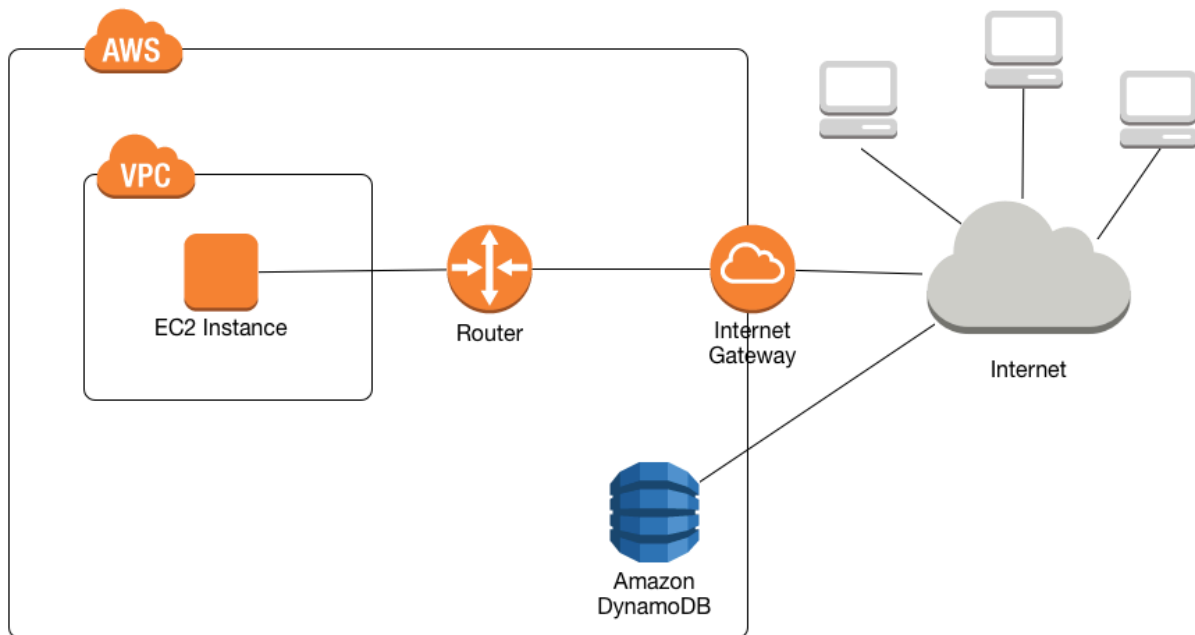 AWS
VPC
EC2 Instance
Router
Internet
Gateway
Internet
Amazon
DynamoDB